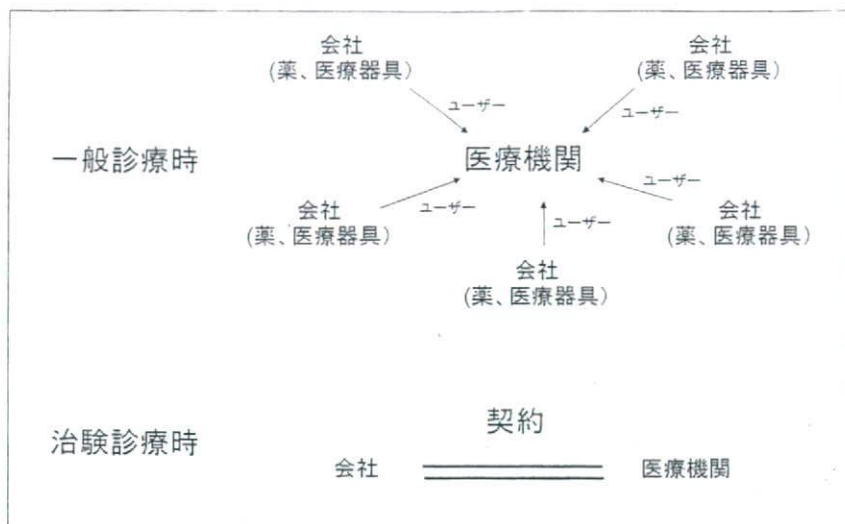 会社
(薬、医療器具)
会社
(薬、医療器具)
ユーザー
ユーザー
一般診療時
医療機関
ユーザー
ユーザー
ユーザー
会社
(薬、医療器具)
会社
(薬、医療器具)
会社
(薬、医療器具)
契約
治験診療時
会社
医療機関